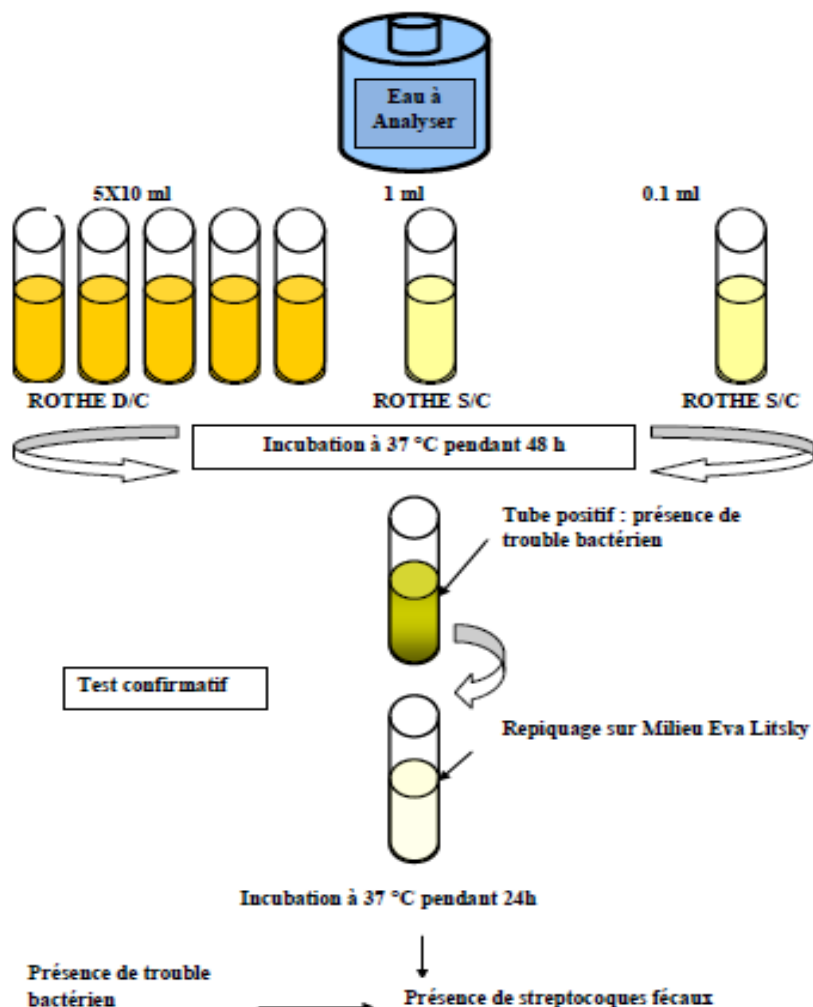 Eau à
Analyser
5X10 ml
1 ml
0.1 ml
ROTHE D/C
ROTHE S/C
ROTHE S/C
Incubation à 37 °C pendant 48 h
Tube positif : présence de
trouble bactérien
Test confirmatif
Repiquage sur Milieu Eva Litsky
Incubation à 37 °C pendant 24h
Présence de trouble
bactérien
Présence de streptocoques fécaux